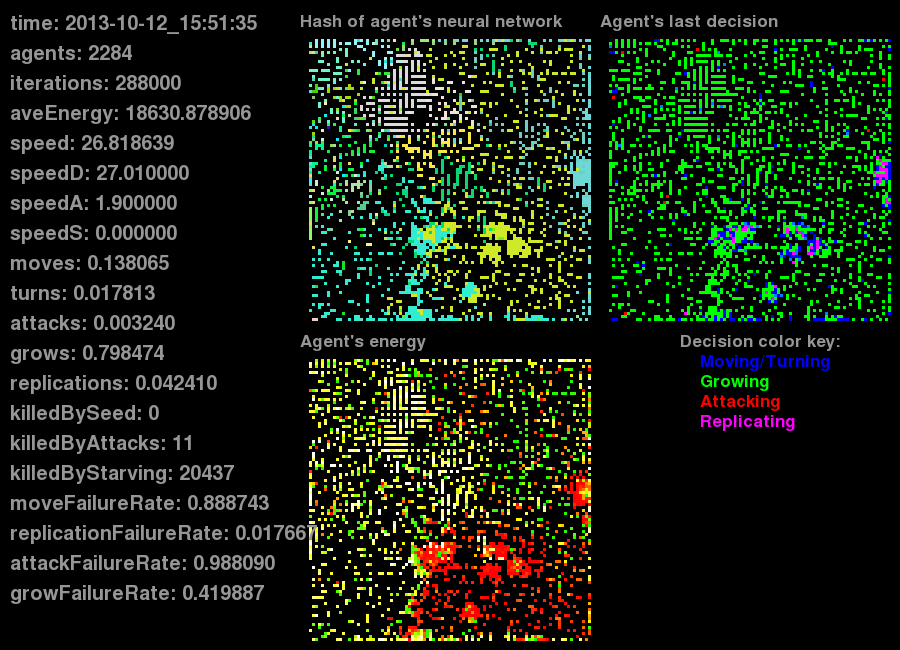 time: 2013-10-12_15:51:35
agents: 2284
iterations: 288000
aveEnergy: 18630.878906
speed: 26.818639
speedD: 27.010000
speedA: 1.900000
speedS: 0.000000
moves: 0.138065
turns: 0.017813
attacks: 0.003240
grows: 0.798474
replications: 0.042410
killedBySeed: 0
killedByAttacks: 11
killedByStarving: 20437
moveFailureRate: 0.888743
replicationFailureRate: 0.017667
attackFailureRate: 0.988090
growFailureRate: 0.419887
Hash of agent's neural network
Agent's last decision
Agent's energy
Decision color key:
Moving/Turning
Growing
Attacking
Replicating